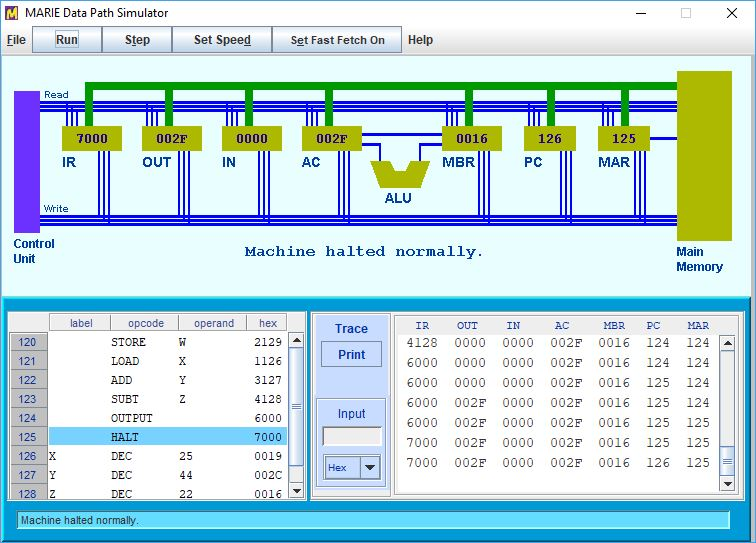 MARIE Data Path Simulator
File Run Step Set Speed Set Fast Fetch On Help
Read
7000 002F 0000 002F 0016 126 125
IR OUT IN AC MBR PC MAR
ALU
Write
Control Unit
Machine halted normally.
Main Memory
label opcode operand hex
120 STORE W 2129
121 LOAD X 1126
122 ADD Y 3127
123 SUBT Z 4128
124 OUTPUT 6000
125 HALT 7000
126 X DEC 25 0019
127 Y DEC 44 002C
128 Z DEC 22 0016
Trace
Print
Input
Hex
IR OUT IN AC MBR PC MAR
4128 0000 0000 002F 0016 124 124
6000 0000 0000 002F 0016 124 124
6000 0000 0000 002F 0016 125 124
6000 002F 0000 002F 0016 125 124
6000 002F 0000 002F 0016 125 125
7000 002F 0000 002F 0016 125 125
7000 002F 0000 002F 0016 126 125
Machine halted normally.